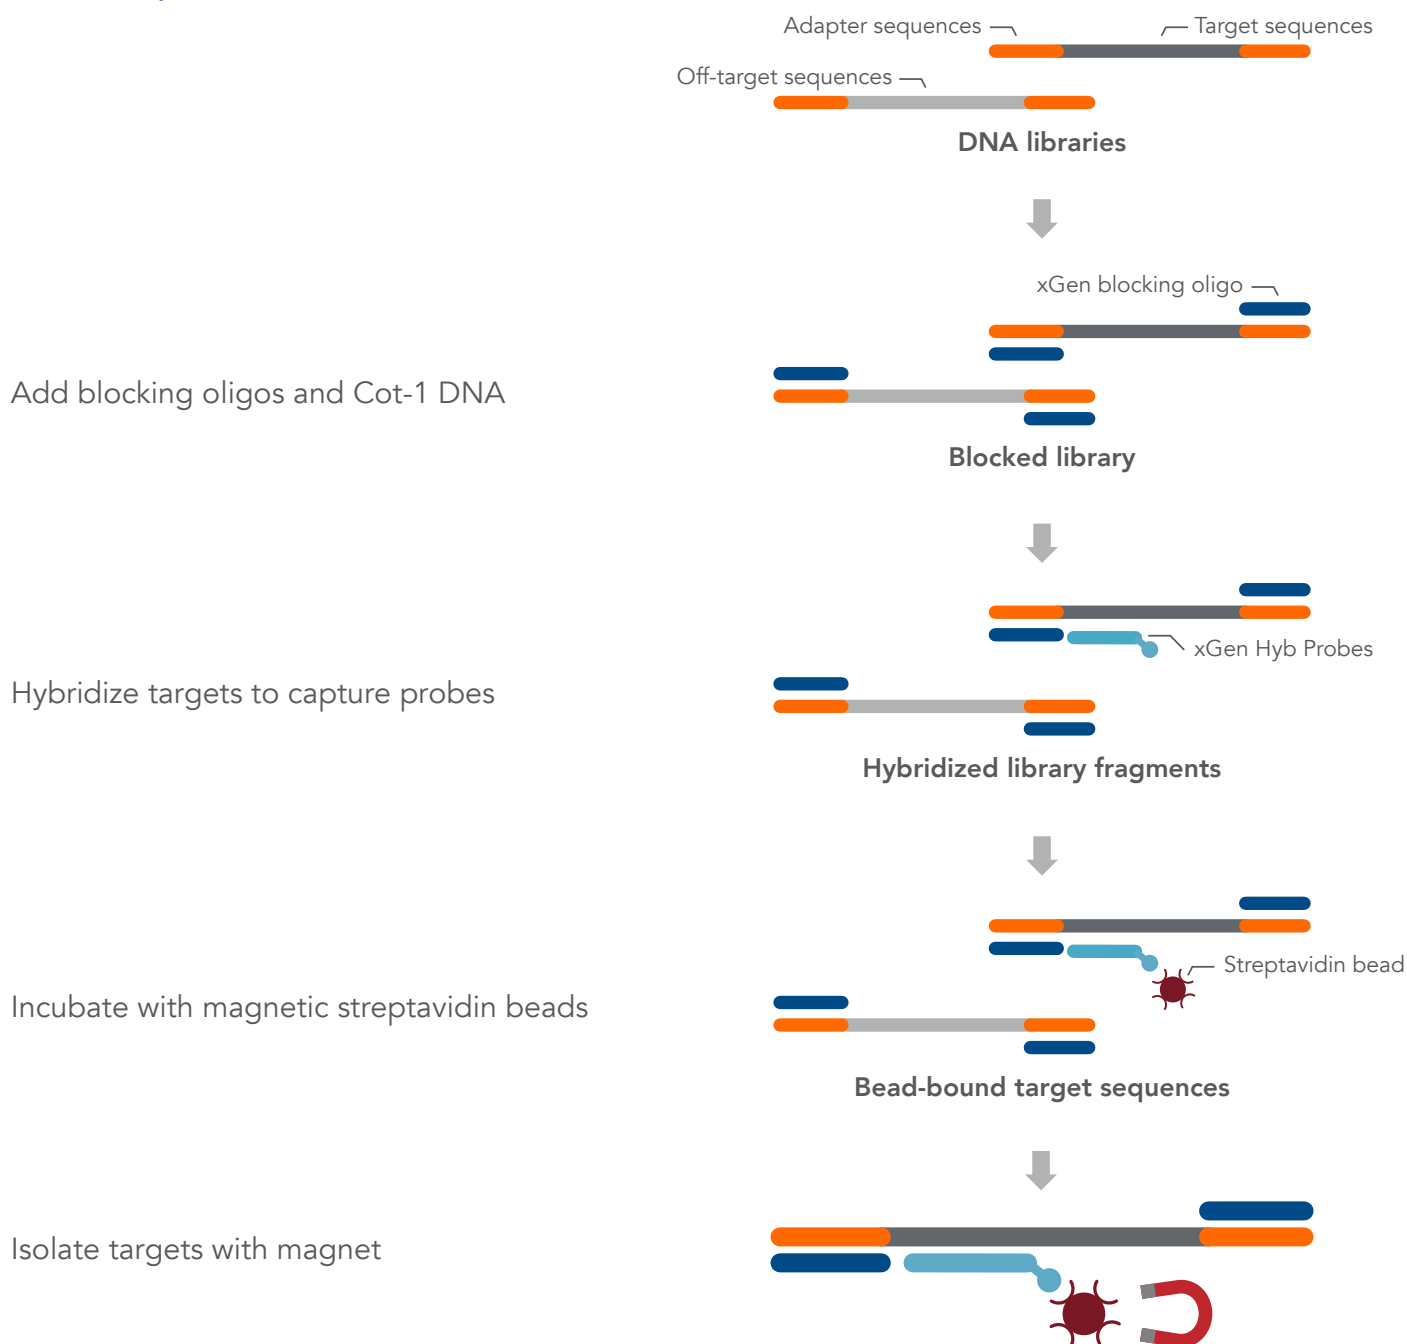 Adapter sequences
Target sequences
Off-target sequences
DNA libraries
xGen blocking oligo
Add blocking oligos and Cot-1 DNA
Blocked library
xGen Hyb Probes
Hybridize targets to capture probes
Hybridized library fragments
Streptavidin bead
Incubate with magnetic streptavidin beads
Bead-bound target sequences
Isolate targets with magnet